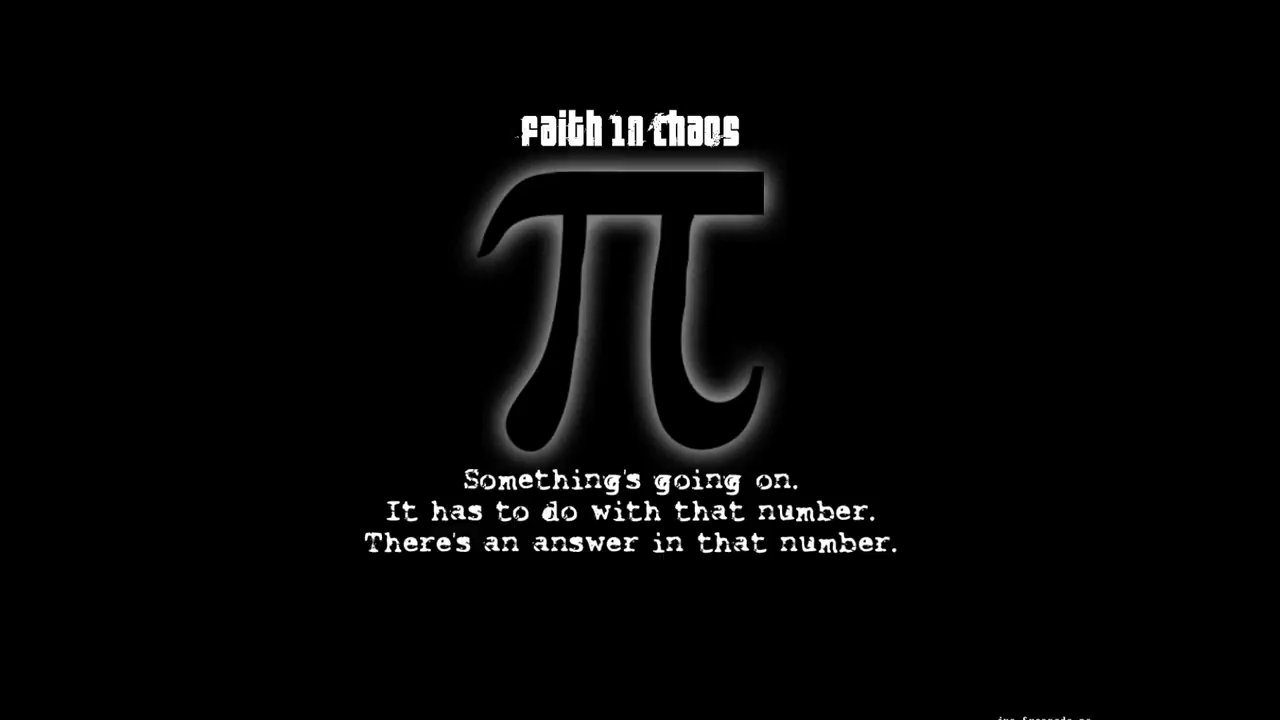 Faith in Chaos
π
Something's going on.
It has to do with that number.
There's an answer in that number.